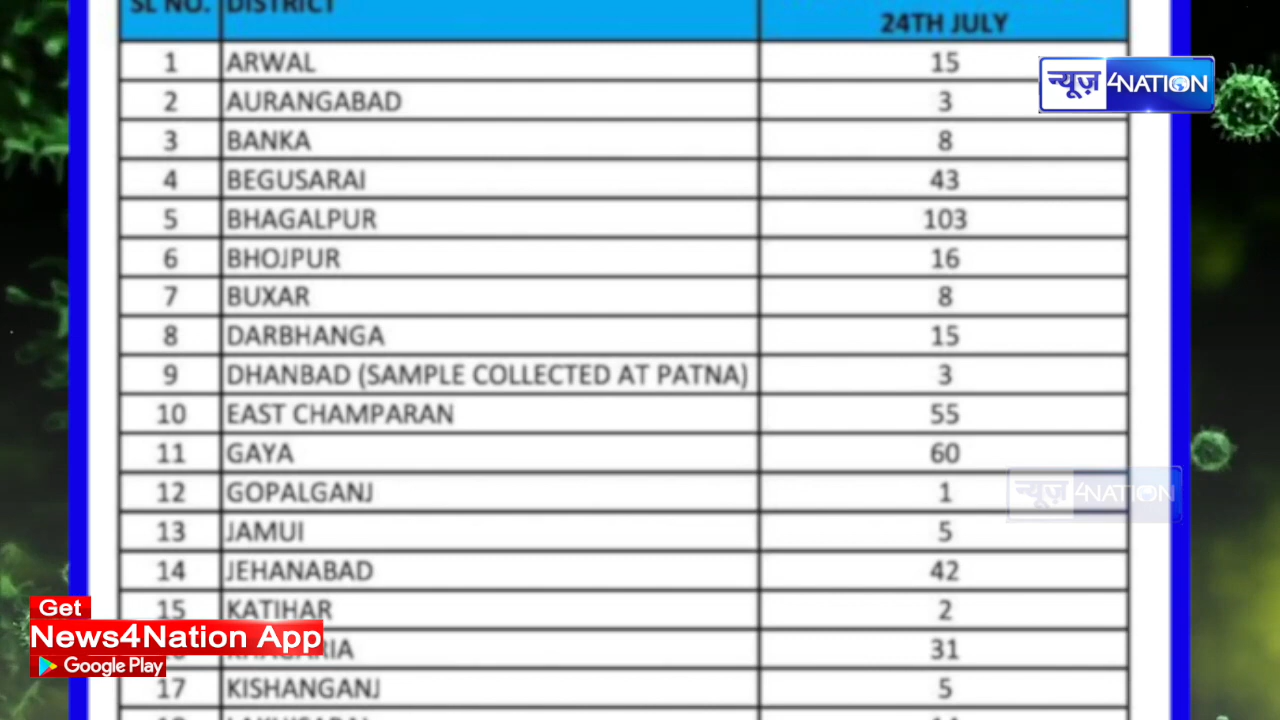 SL NO. DISTRICT
24TH JULY
1 ARWAL 15
2 AURANGABAD 3
3 BANKA 8
4 BEGUSARAI 43
5 BHAGALPUR 103
6 BHOJPUR 16
7 BUXAR 8
8 DARBHANGA 15
9 DHANBAD (SAMPLE COLLECTED AT PATNA) 3
10 EAST CHAMPARAN 55
11 GAYA 60
12 GOPALGANJ 1
13 JAMUI 5
14 JEHANABAD 42
15 KATIHAR 2
31
17 KISHANGANJ 5
न्यूज़ 4NATION
न्यूज़ 4NATION
Get
News4Nation App
Google Play